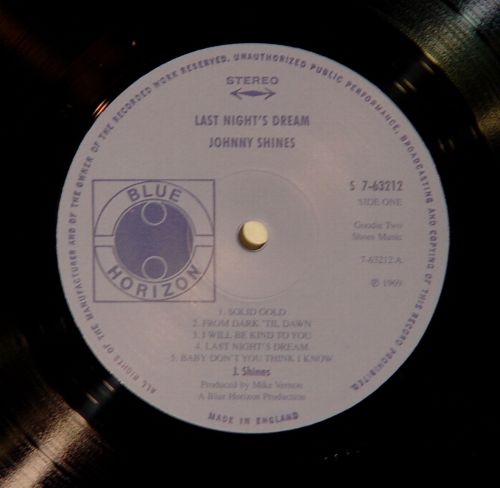 ALL RIGHTS OF THE MANUFACTURER AND OF THE OWNER OF THE RECORDED WORK RESERVED. UNAUTHORIZED PUBLIC PERFORMANCE, BROADCASTING AND COPYING OF THIS RECORD PROHIBITED.
STEREO
LAST NIGHT'S DREAM
JOHNNY SHINES
BLUE
HORIZON
S 7-63212
SIDE ONE
Goodie Two
Shoes Music
7-63212 A
℗ 1969
1. SOLID GOLD
2. FROM DARK 'TIL DAWN
3. I WILL BE KIND TO YOU
4. LAST NIGHT'S DREAM
5. BABY DON'T YOU THINK I KNOW
J. Shines
Produced by Mike Vernon
A Blue Horizon Production
MADE IN ENGLAND